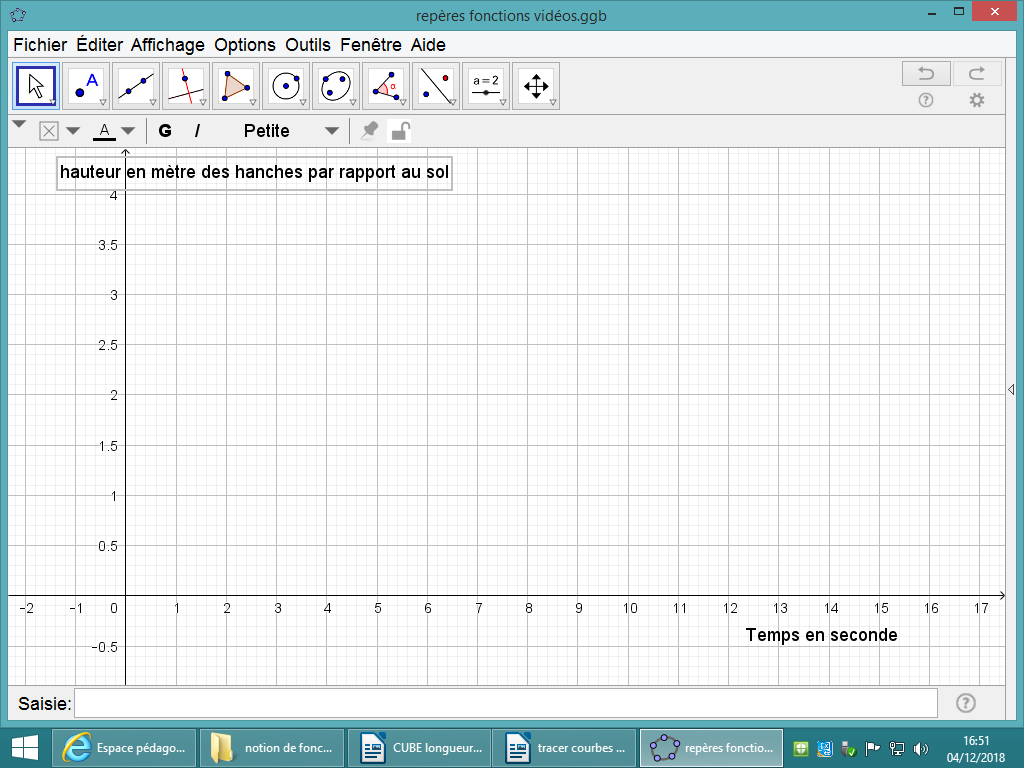 repères fonctions vidéos.ggb
Fichier Éditer Affichage Options Outils Fenêtre Aide
A
α
a = 2
A G I Petite
hauteur en mètre des hanches par rapport au sol
4
3.5
3
2.5
2
1.5
1
0.5
-2 -1 0 1 2 3 4 5 6 7 8 9 10 11 12 13 14 15 16 17
Temps en seconde
-0.5
Saisie:
Espace pédago... notion de fonc... CUBE longueur... tracer courbes ... repères fonctio... 16:51
04/12/2018